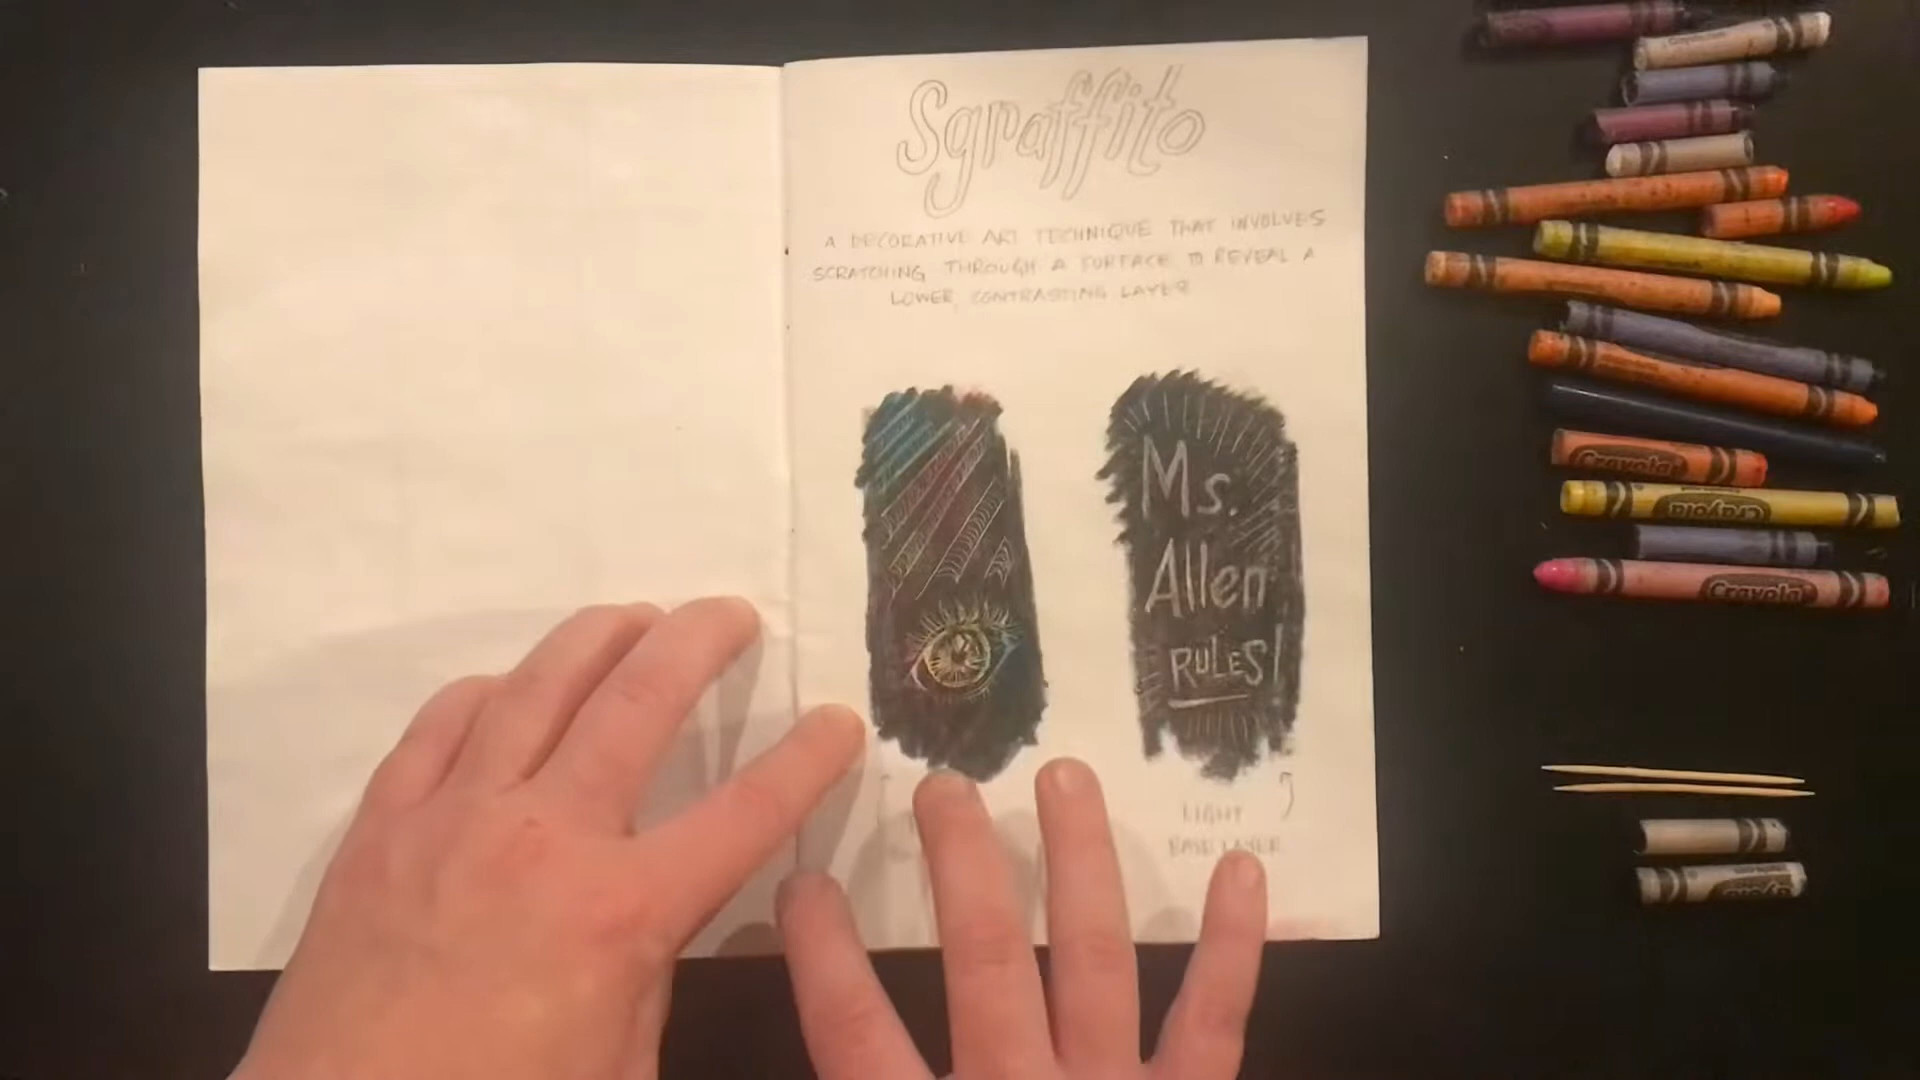 Sgraffito
A DECORATIVE ART TECHNIQUE THAT INVOLVES
SCRATCHING THROUGH A SURFACE TO REVEAL A
LOWER, CONTRASTING LAYER
Ms.
Allen
RULES!
LIGHT
BASE LAYER
Crayola
Crayola
Crayola
Crayola